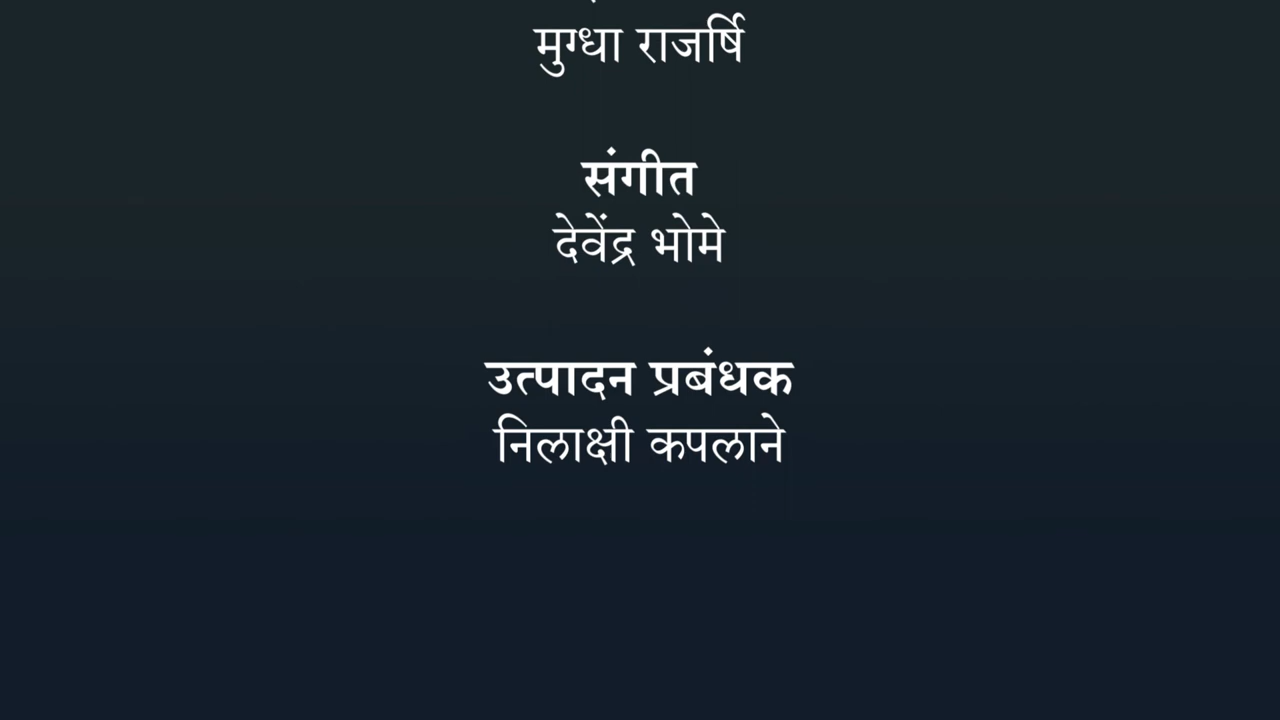 मुग्धा राजर्षि
संगीत
देवेंद्र भोमे
उत्पादन प्रबंधक
निलाक्षी कपलाने